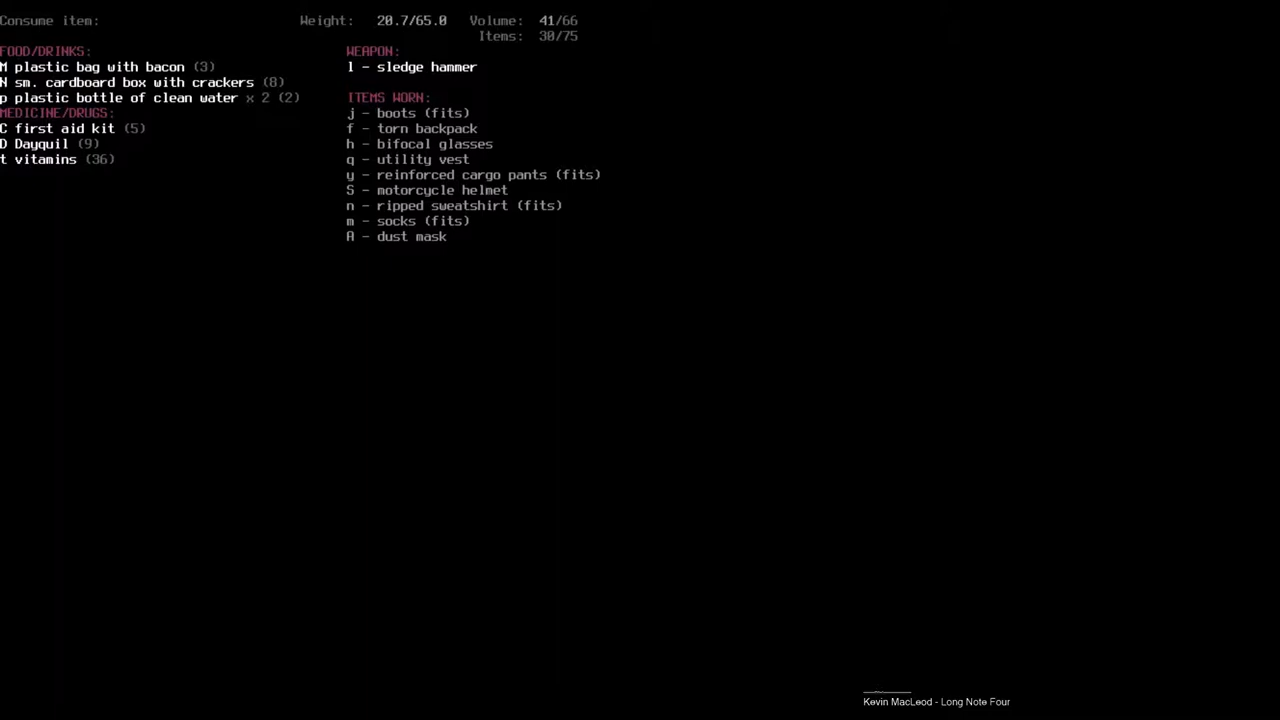 Consume item: Weight: 20.7/65.0 Volume: 41/66
Items: 30/75
FOOD/DRINKS:
M plastic bag with bacon (3)
N sm. cardboard box with crackers (8)
p plastic bottle of clean water x 2 (2)
MEDICINE/DRUGS:
C first aid kit (5)
D Dayquil (9)
t vitamins (36)
WEAPON:
l - sledge hammer
ITEMS WORN:
j - boots (fits)
f - torn backpack
h - bifocal glasses
q - utility vest
y - reinforced cargo pants (fits)
S - motorcycle helmet
n - ripped sweatshirt (fits)
m - socks (fits)
A - dust mask
Kevin MacLeod - Long Note Four